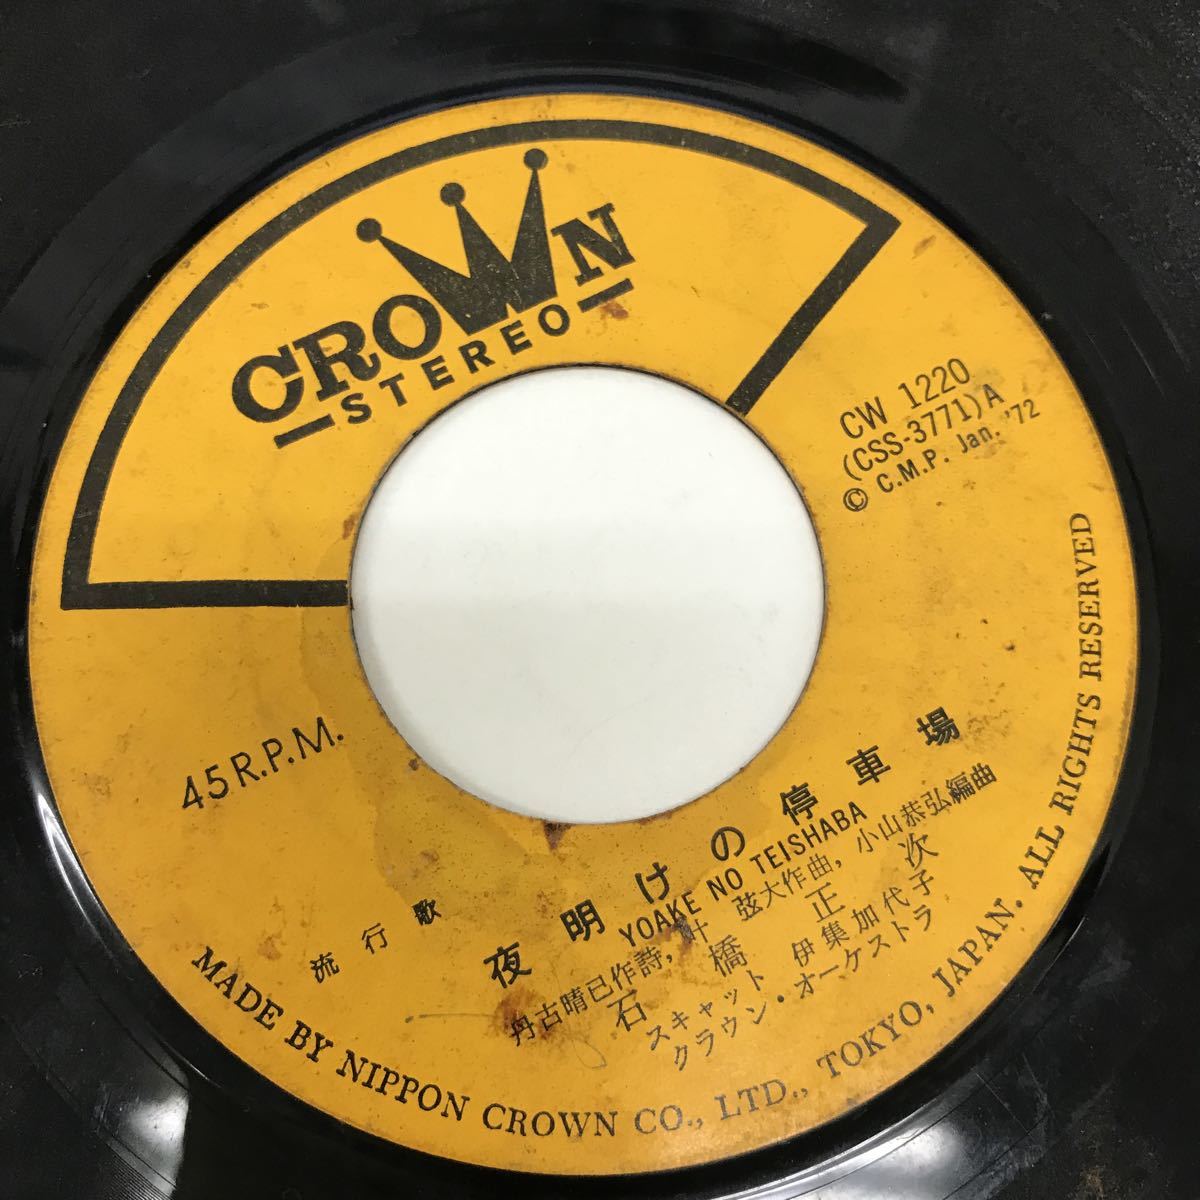 CROWN
STEREO
CW 1220
(CSS-3771) A
© C.M.P. Jan. '72
45 R.P.M.
流行歌
夜明けの停車場
YOAKE NO TEISHABA
丹古晴已作詩, 叶 弦大作曲, 小山恭弘編曲
石橋正次
スキャット 伊集加代子
クラウン・オーケストラ
MADE BY NIPPON CROWN CO., LTD., TOKYO, JAPAN. ALL RIGHTS RESERVED